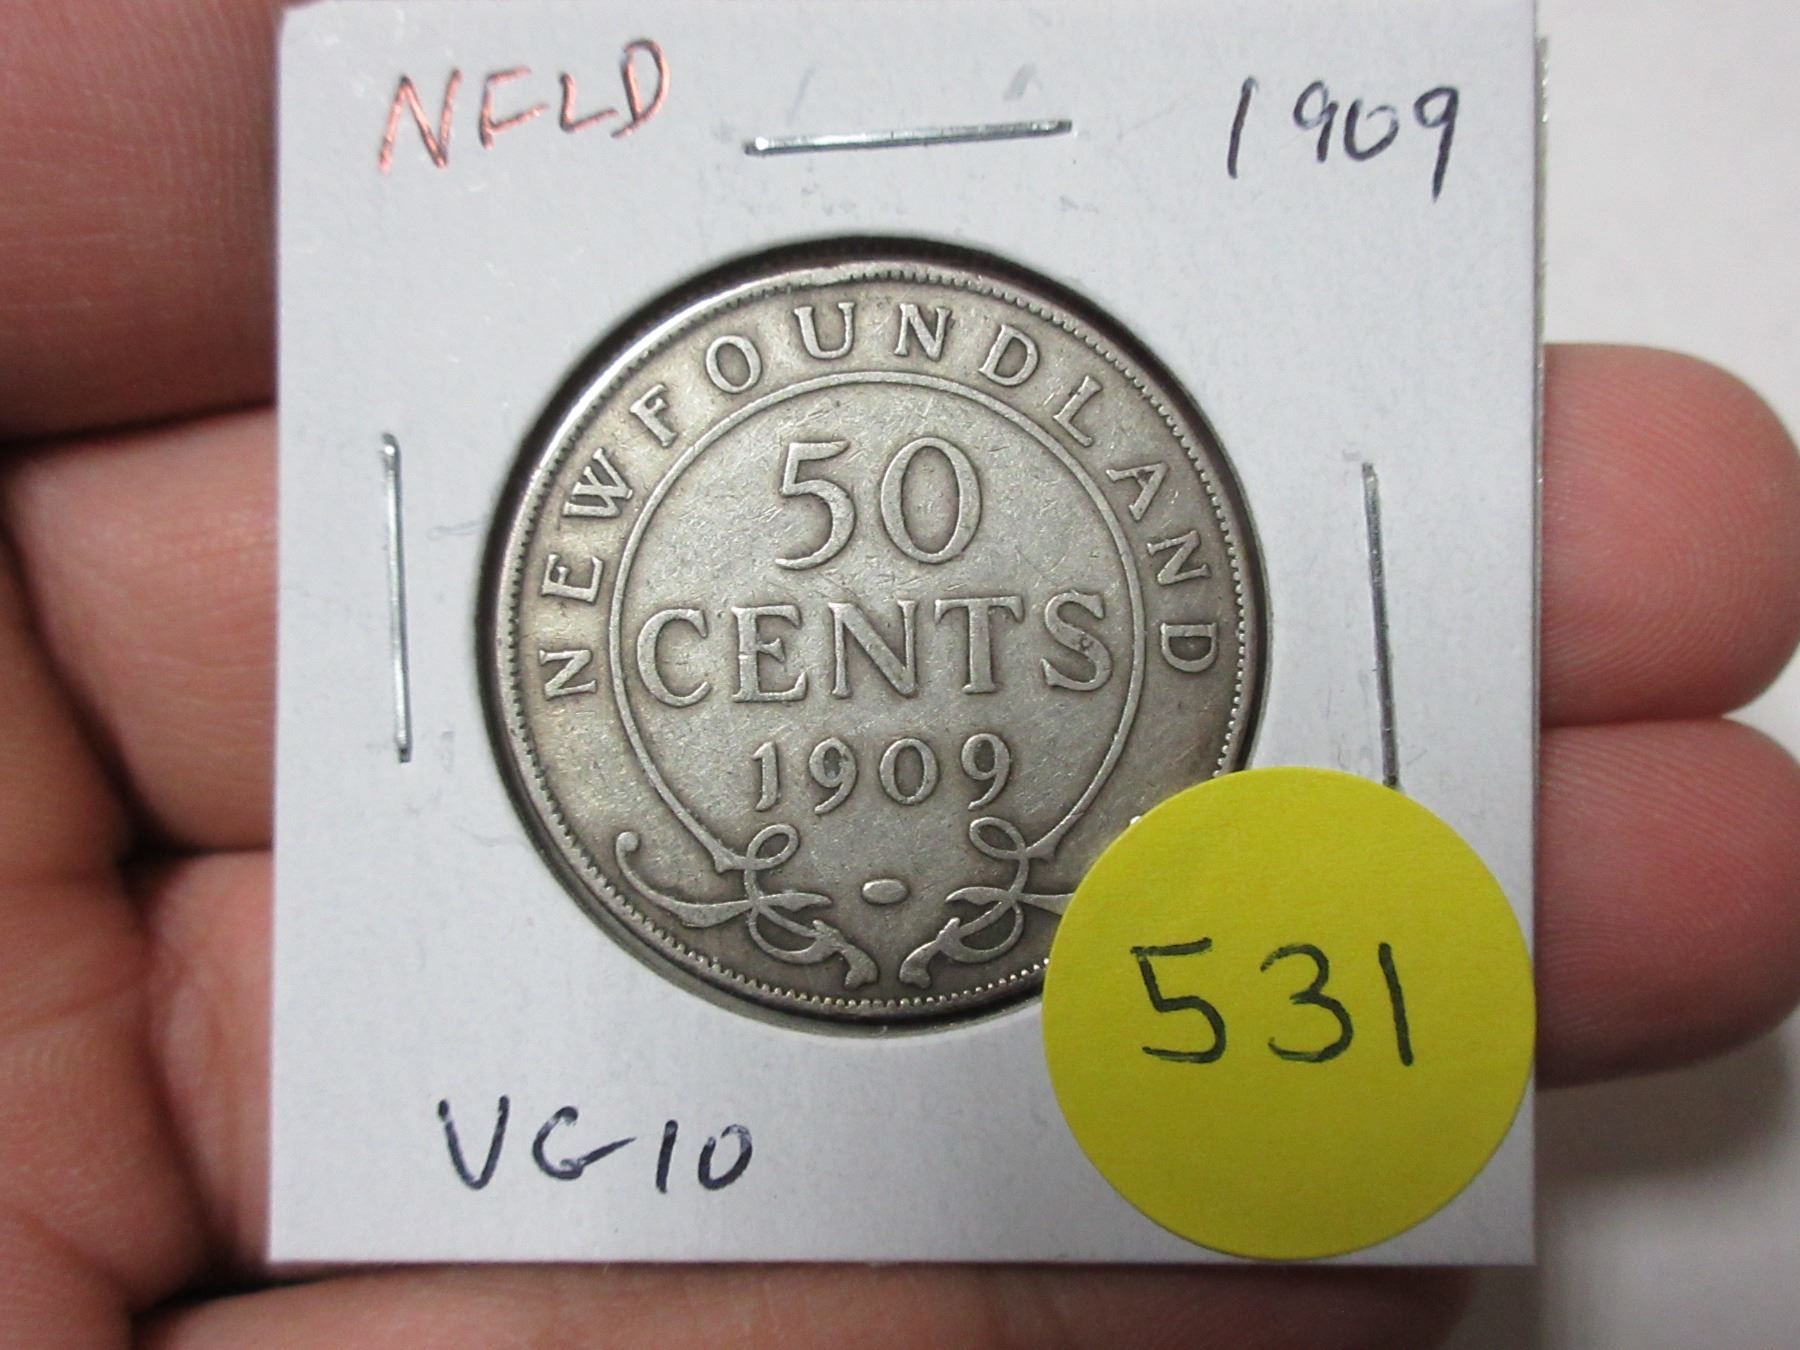 NFLD
1909
NEWFOUNDLAND
50
CENTS
1909
531
VG10